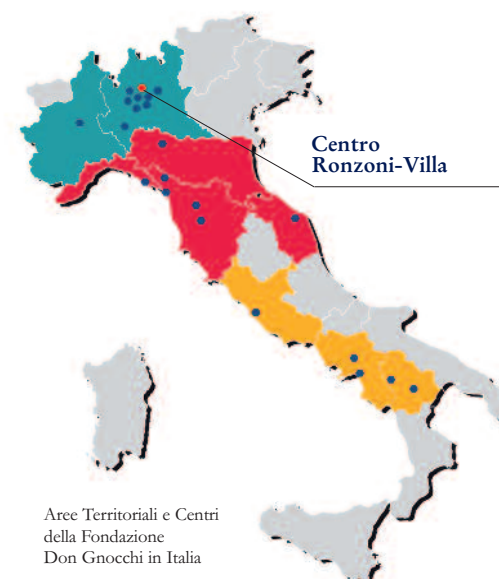 Centro
Ronzoni-Villa
Aree Territoriali e Centri
della Fondazione
Don Gnocchi in Italia